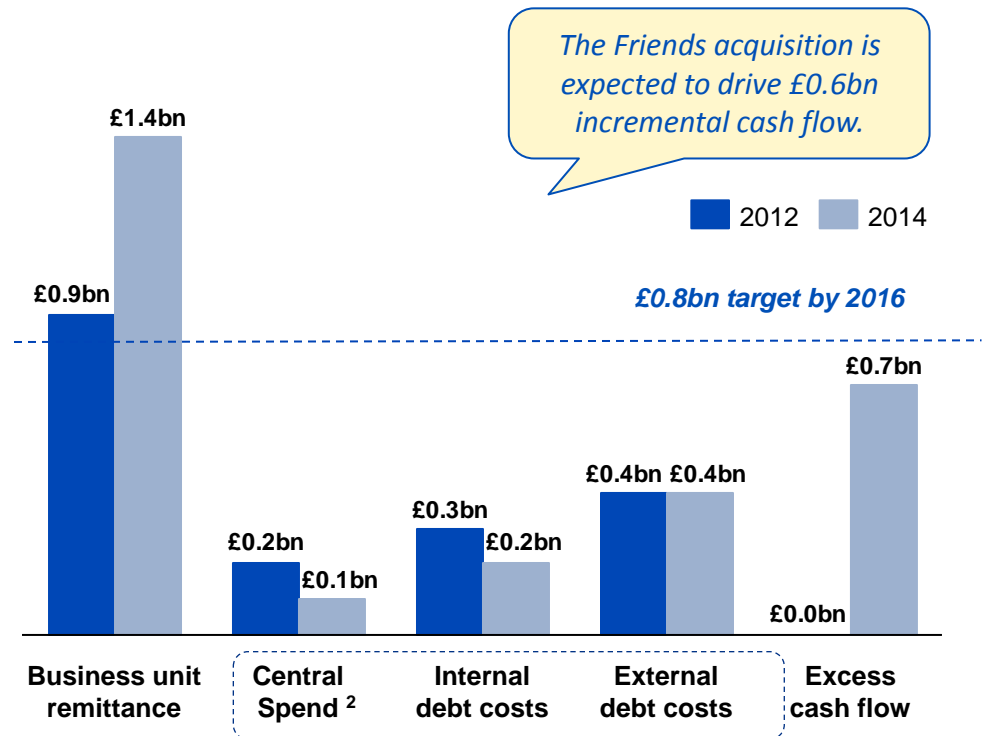 The Friends acquisition is
expected to drive £0.6bn
incremental cash flow.
2012
2014
£0.8bn target by 2016
£0.9bn
£1.4bn
£0.2bn
£0.1bn
£0.3bn
£0.2bn
£0.4bn
£0.4bn
£0.0bn
£0.7bn
Business unit
remittance
Central
Spend ²
Internal
debt costs
External
debt costs
Excess
cash flow